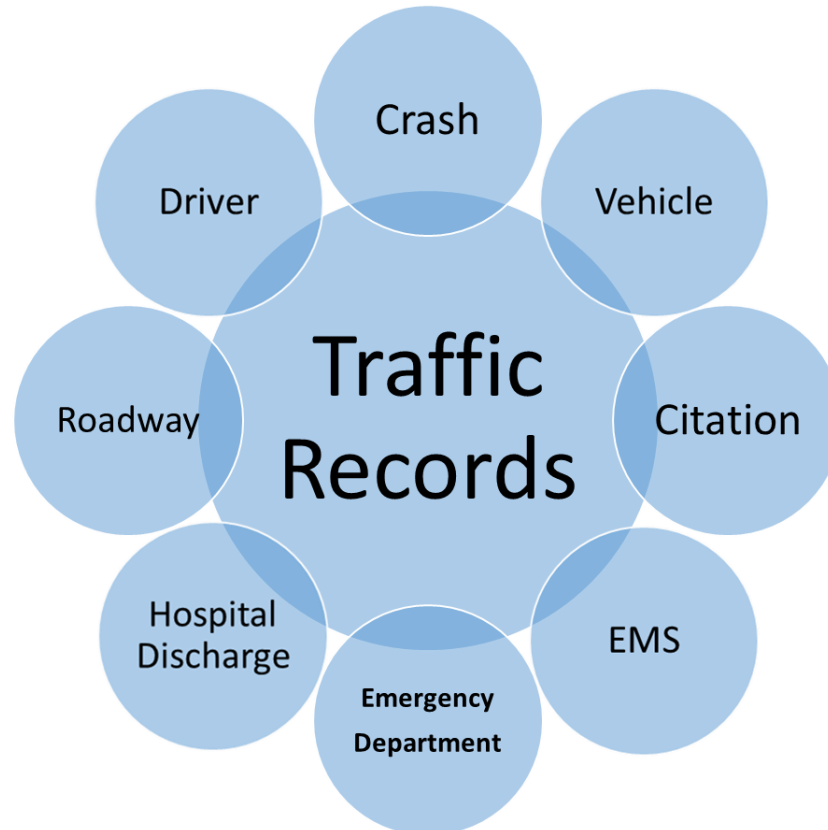 Crash
Driver
Vehicle
Traffic
Records
Roadway
Citation
Hospital
Discharge
EMS
Emergency
Department